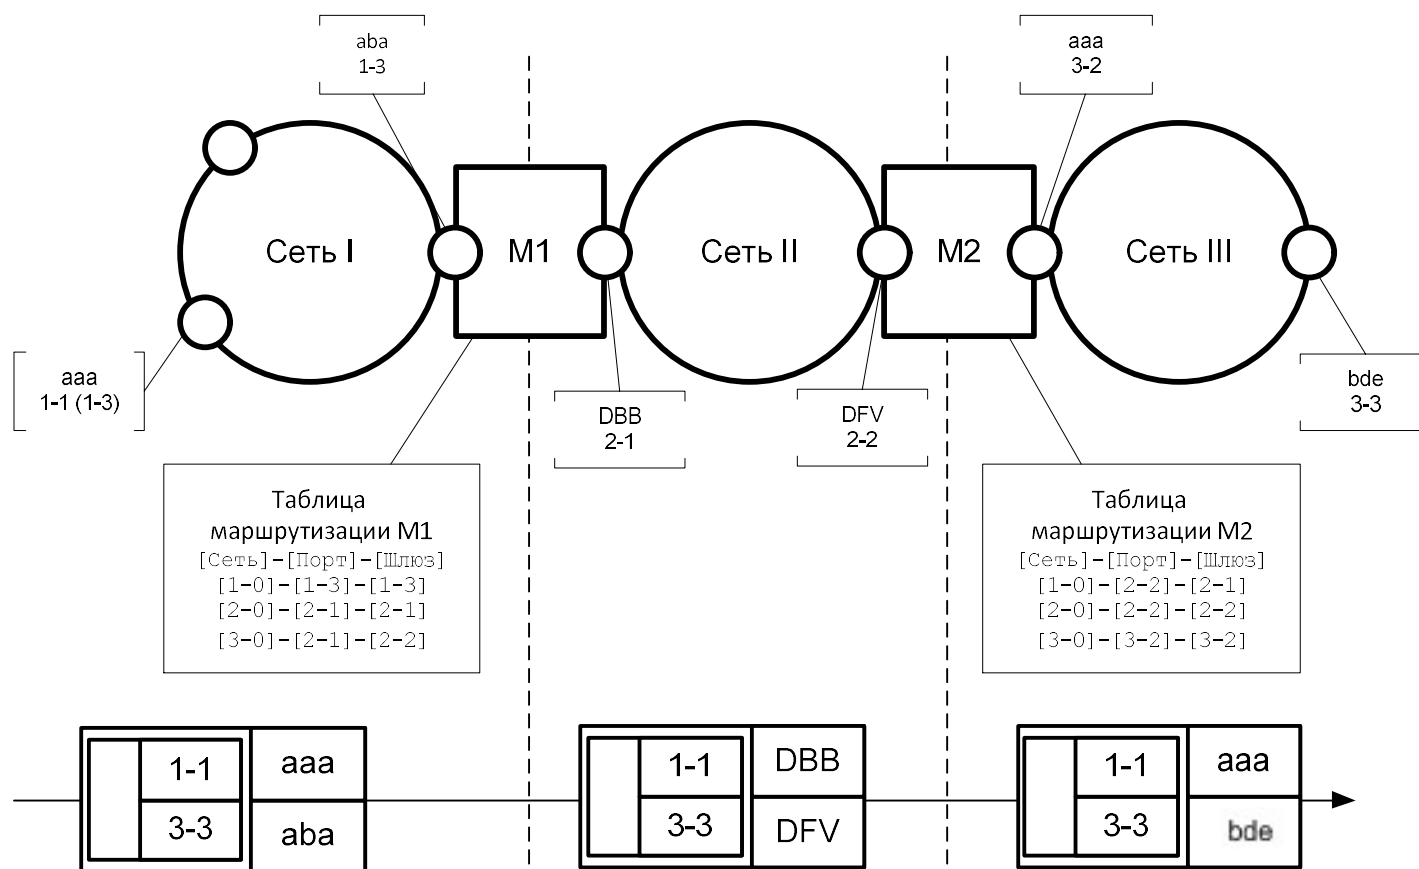 aba
1-3
aaa
3-2
Сеть I
M1
Сеть II
M2
Сеть III
aaa
1-1 (1-3)
DBB
2-1
DFV
2-2
bde
3-3
Таблица
маршрутизации М1
[Сеть]-[Порт]-[Шлюз]
[1-0]-[1-3]-[1-3]
[2-0]-[2-1]-[2-1]
[3-0]-[2-1]-[2-2]
Таблица
маршрутизации М2
[Сеть]-[Порт]-[Шлюз]
[1-0]-[2-2]-[2-1]
[2-0]-[2-2]-[2-2]
[3-0]-[3-2]-[3-2]
1-1
aaa
3-3
aba
1-1
DBB
3-3
DFV
1-1
aaa
3-3
bde